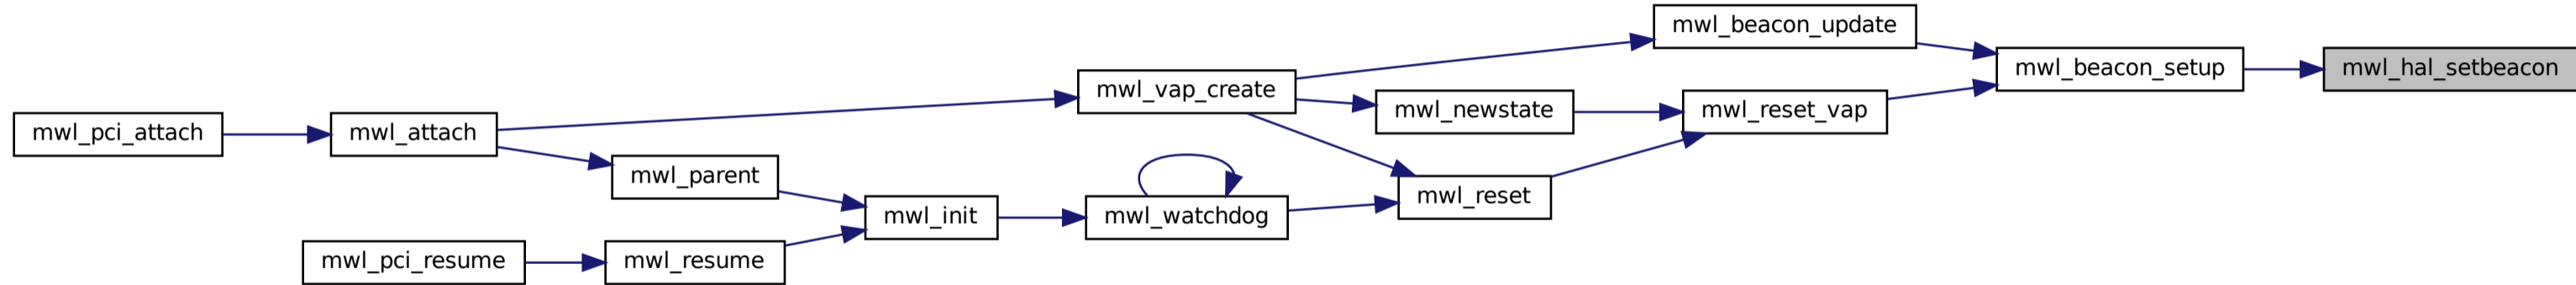 mwl_beacon_update
mwl_beacon_setup
mwl_hal_setbeacon
mwl_vap_create
mwl_newstate
mwl_reset_vap
mwl_pci_attach
mwl_attach
mwl_parent
mwl_reset
mwl_init
mwl_watchdog
mwl_pci_resume
mwl_resume